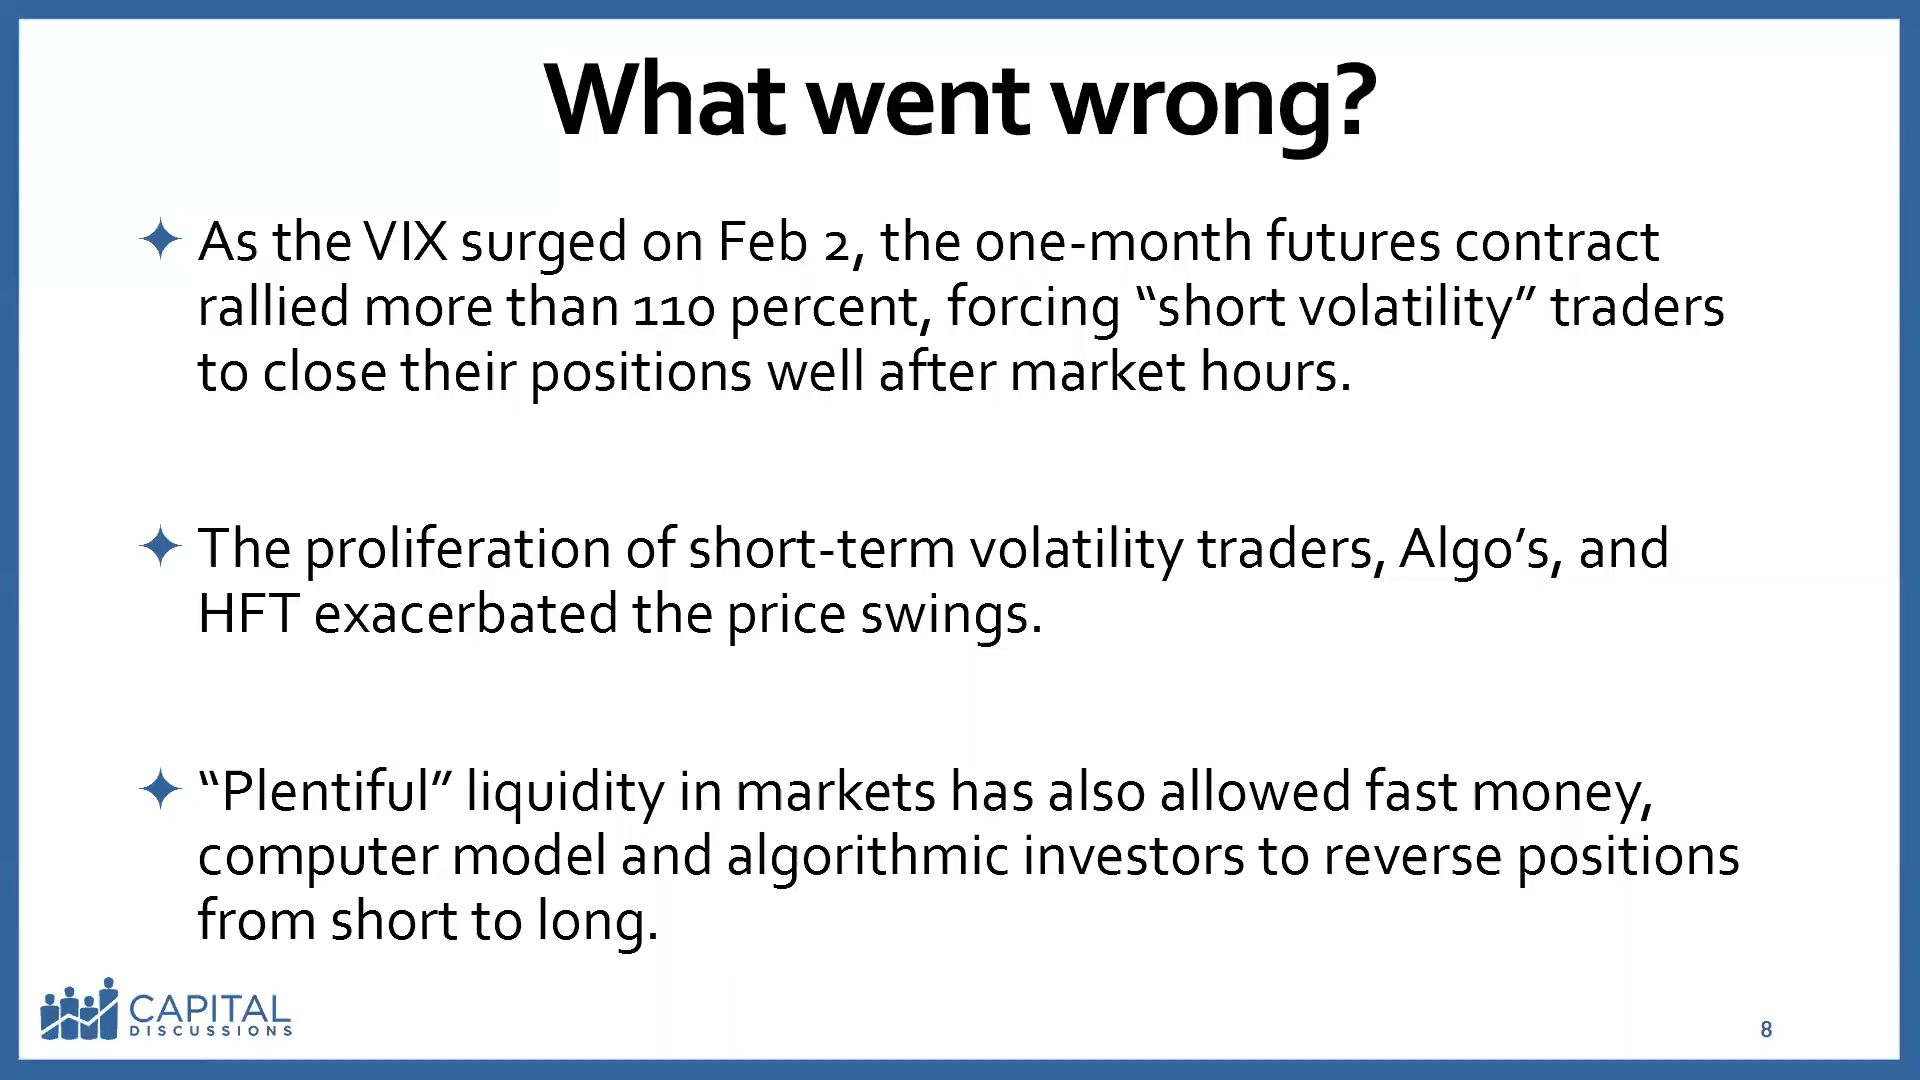 What went wrong?
As the VIX surged on Feb 2, the one-month futures contract
rallied more than 110 percent, forcing “short volatility” traders
to close their positions well after market hours.
The proliferation of short-term volatility traders, Algo’s, and
HFT exacerbated the price swings.
“Plentiful” liquidity in markets has also allowed fast money,
computer model and algorithmic investors to reverse positions
from short to long.
CAPITAL
DISCUSSIONS
8